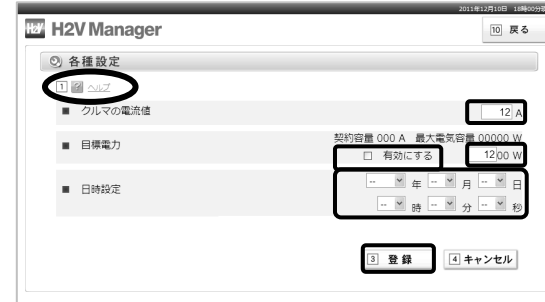 2011年12月10日 18時00分現
H2V H2V Manager
10 戻る
各種設定
1 ? ヘルプ
■ クルマの電流値 12 A
契約容量 000 A 最大電気容量 00000 W
■ 目標電力 □ 有効にする 1200 W
■ 日時設定 -- 年 -- 月 -- 日
-- 時 -- 分 -- 秒
3 登録 4 キャンセル